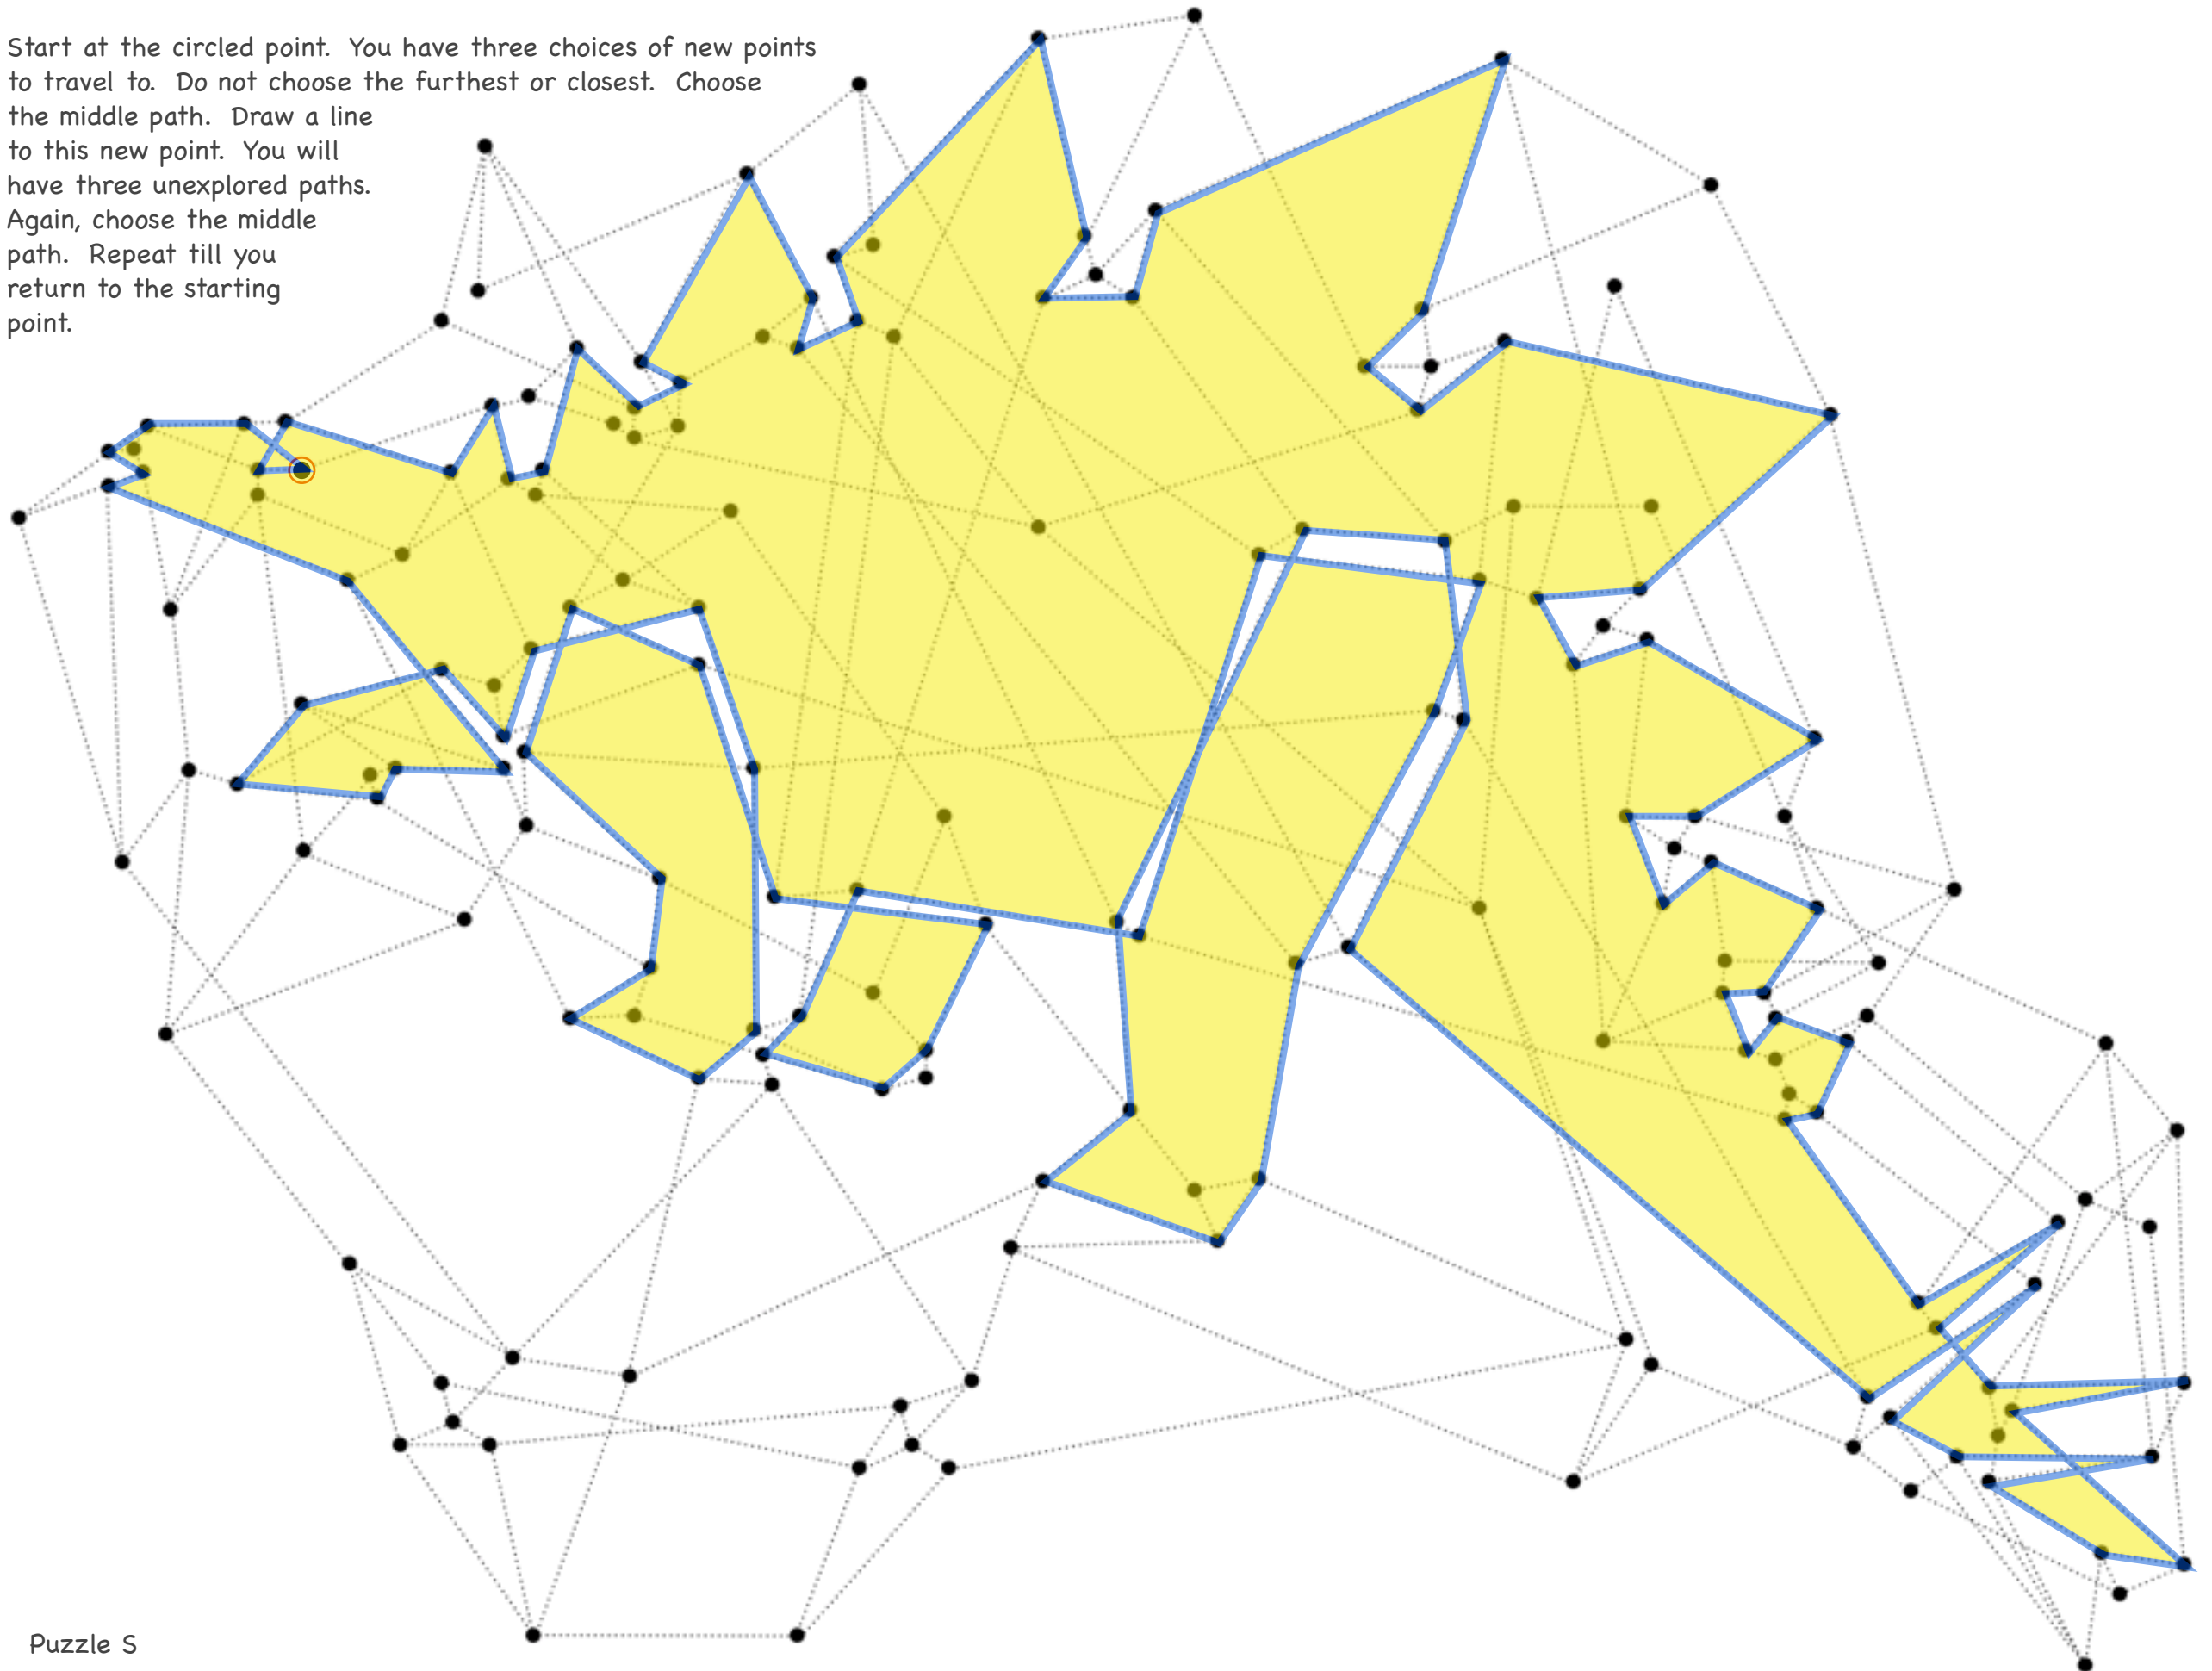 Start at the circled point. You have three choices of new points
to travel to. Do not choose the furthest or closest. Choose
the middle path. Draw a line
to this new point. You will
have three unexplored paths.
Again, choose the middle
path. Repeat till you
return to the starting
point.
Puzzle S